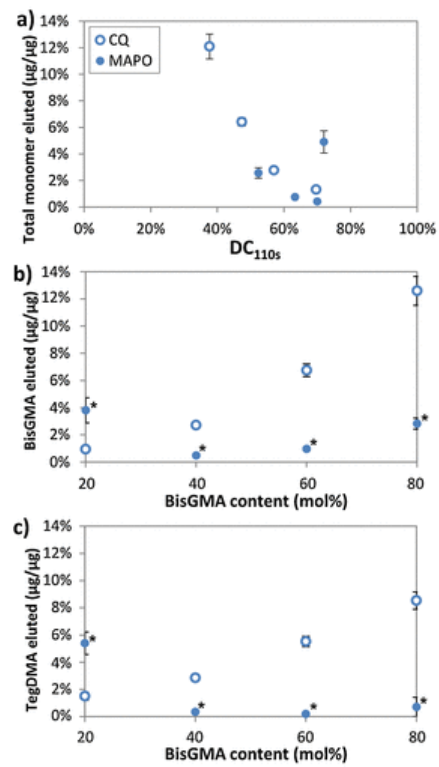 a)
14%
12%
10%
8%
6%
4%
2%
0%
Total monomer eluted (µg/µg)
CQ
MAPO
0% 20% 40% 60% 80% 100%
DC110s
b)
14%
12%
10%
8%
6%
4%
2%
0%
BisGMA eluted (µg/µg)
*
*
*
*
20 40 60 80
BisGMA content (mol%)
c)
14%
12%
10%
8%
6%
4%
2%
0%
TegDMA eluted (µg/µg)
*
*
*
*
20 40 60 80
BisGMA content (mol%)